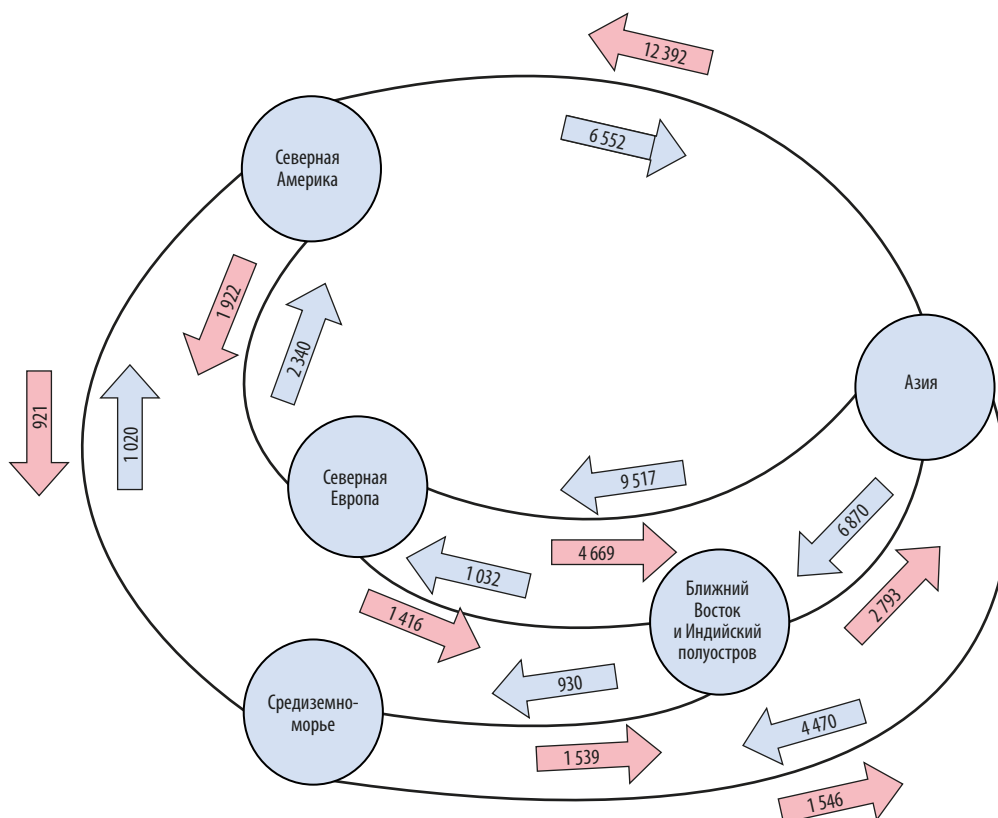 12 392
6 552
Северная
Америка
1 922
2 340
921
1 020
Азия
Северная
Европа
9 517
4 669
6 870
2 793
1 032
1 416
Ближний
Восток
и Индийский
полуостров
930
Средиземно-
морье
1 539
4 470
1 546